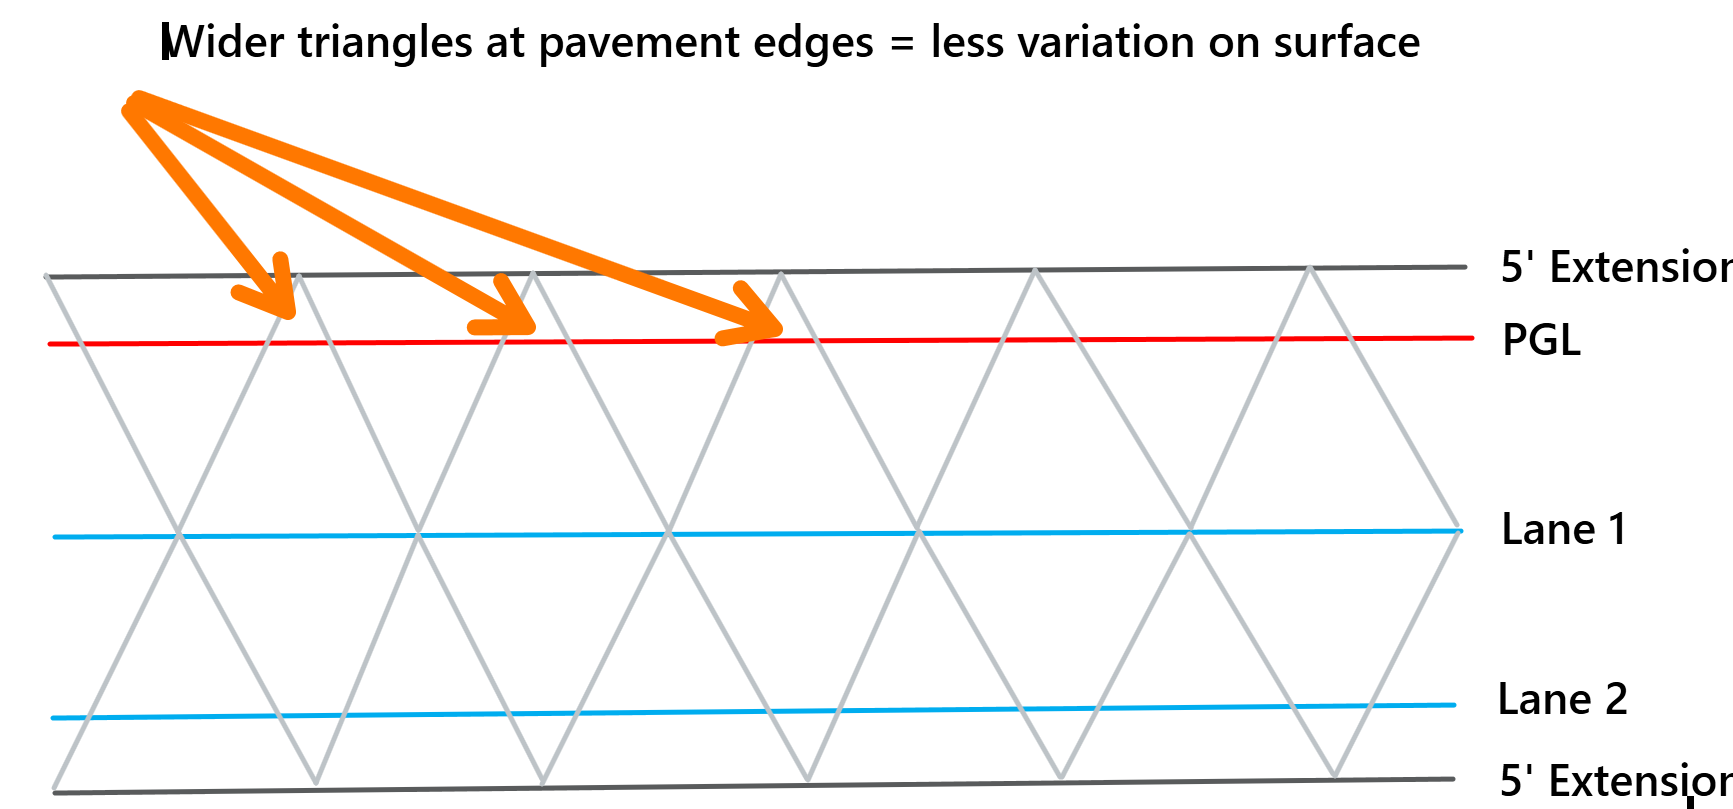 Wider triangles at pavement edges = less variation on surface
5' Extension
PGL
Lane 1
Lane 2
5' Extension